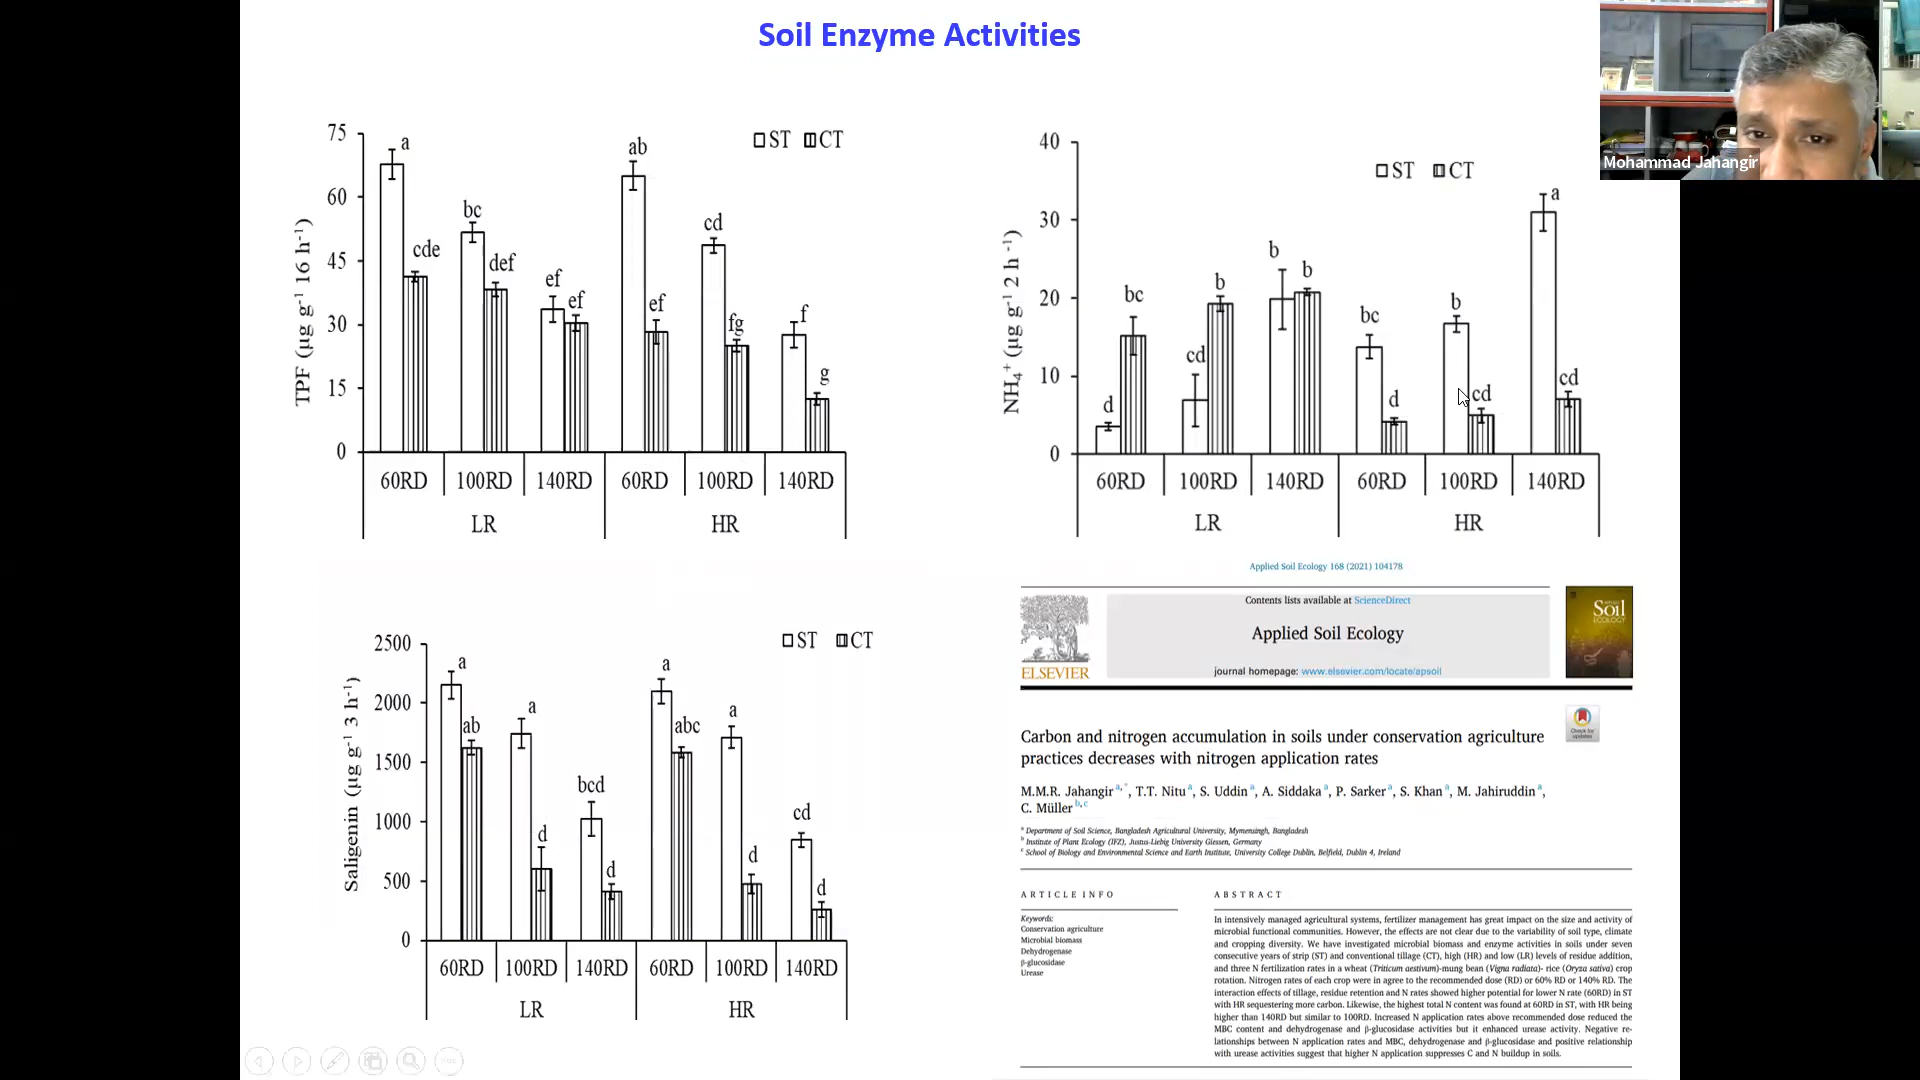 Soil Enzyme Activities
Mohammad Jahangir
75
60
45
30
15
0
TPF (µg g⁻¹ 16 h⁻¹)
ST CT
a
cde
bc
def
ef
ef
ab
ef
cd
fg
f
g
60RD 100RD 140RD 60RD 100RD 140RD
LR HR
40
30
20
10
0
NH₄⁺ (µg g⁻¹ 2 h⁻¹)
ST CT
d
bc
cd
b
b
b
bc
d
b
cd
a
cd
60RD 100RD 140RD 60RD 100RD 140RD
LR HR
2500
2000
1500
1000
500
0
Saligenin (µg g⁻¹ 3 h⁻¹)
ST CT
a
ab
a
d
bcd
d
a
abc
a
d
cd
d
60RD 100RD 140RD 60RD 100RD 140RD
LR HR
Applied Soil Ecology 168 (2021) 104178
Contents lists available at ScienceDirect
Applied Soil Ecology
journal homepage: www.elsevier.com/locate/apsoil
ELSEVIER
Soil
ECOLOGY
Check for
updates
Carbon and nitrogen accumulation in soils under conservation agriculture
practices decreases with nitrogen application rates
M.M.R. Jahangir a,*, T.T. Nitu a, S. Uddin a, A. Siddaka a, P. Sarker a, S. Khan a, M. Jahiruddin a,
C. Müller b,c
a Department of Soil Science, Bangladesh Agricultural University, Mymensingh, Bangladesh
b Institute of Plant Ecology (IFZ), Justus-Liebig University Giessen, Germany
c School of Biology and Environmental Science and Earth Institute, University College Dublin, Belfield, Dublin 4, Ireland
ARTICLE INFO
Keywords:
Conservation agriculture
Microbial biomass
Dehydrogenase
β-glucosidase
Urease
ABSTRACT
In intensively managed agricultural systems, fertilizer management has great impact on the size and activity of
microbial functional communities. However, the effects are not clear due to the variability of soil type, climate
and cropping diversity. We have investigated microbial biomass and enzyme activities in soils under seven
consecutive years of strip (ST) and conventional tillage (CT), high (HR) and low (LR) levels of residue addition,
and three N fertilization rates in a wheat (Triticum aestivum)-mung bean (Vigna radiata)- rice (Oryza sativa) crop
rotation. Nitrogen rates of each crop were in agree to the recommended dose (RD) or 60% RD or 140% RD. The
interaction effects of tillage, residue retention and N rates showed higher potential for lower N rate (60RD) in ST
with HR sequestering more carbon. Likewise, the highest total N content was found at 60RD in ST, with HR being
higher than 140RD but similar to 100RD. Increased N application rates above recommended dose reduced the
MBC content and dehydrogenase and β-glucosidase activities but it enhanced urease activity. Negative re-
lationships between N application rates and MBC, dehydrogenase and β-glucosidase and positive relationship
with urease activities suggest that higher N application suppresses C and N buildup in soils.